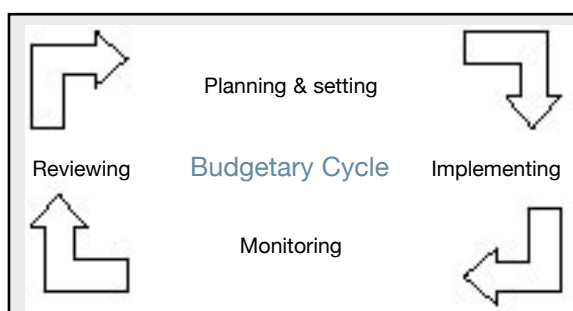 Planning & setting
Reviewing Budgetary Cycle Implementing
Monitoring